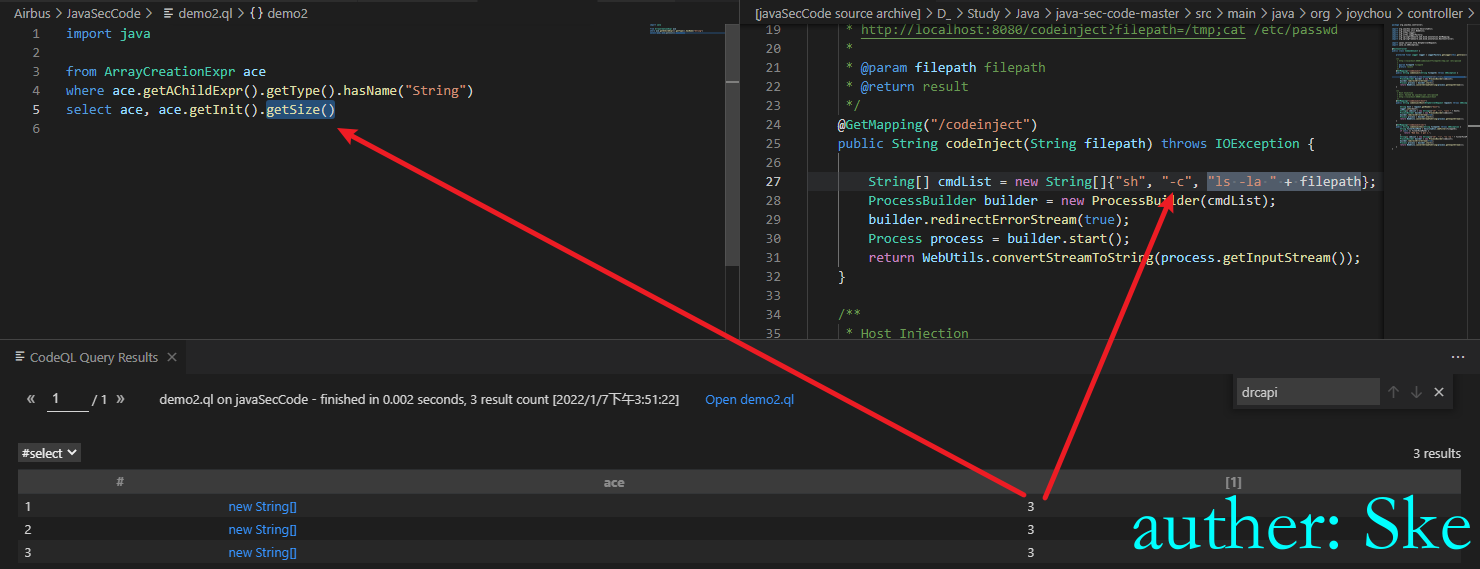 Airbus > JavaSecCode > demo2.ql > {} demo2
1 import java
2
3 from ArrayCreationExpr ace
4 where ace.getAChildExpr().getType().hasName("String")
5 select ace, ace.getInit().getSize()
6
[javaSecCode source archive] > D_ > Study > Java > java-sec-code-master > src > main > java > org > joychou > controller >
19 * http://localhost:8080/codeinject?filepath=/tmp;cat /etc/passwd
20 *
21 * @param filepath filepath
22 * @return result
23 */
24 @GetMapping("/codeinject")
25 public String codeInject(String filepath) throws IOException {
26
27 String[] cmdList = new String[]{"sh", "-c", "ls -la " + filepath};
28 ProcessBuilder builder = new ProcessBuilder(cmdList);
29 builder.redirectErrorStream(true);
30 Process process = builder.start();
31 return WebUtils.convertStreamToString(process.getInputStream());
32 }
33
34 /**
35 * Host Injection
CodeQL Query Results ×
« 1 / 1 » demo2.ql on javaSecCode - finished in 0.002 seconds, 3 result count [2022/1/7下午3:51:22] Open demo2.ql
drcapi
#select
3 results
# ace [1]
1 new String[] 3
2 new String[] 3
3 new String[] 3
auther: Ske